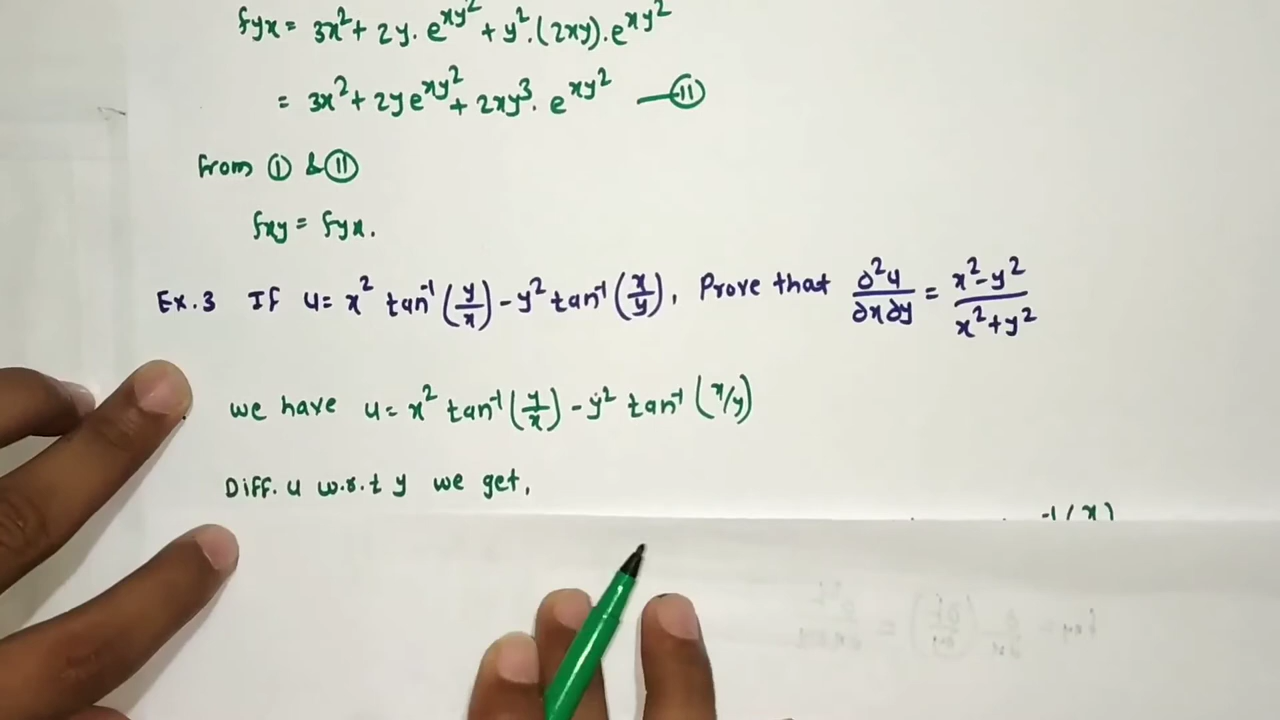 fyx = 3x² + 2y · e^{xy²} + y² · (2xy) · e^{xy²}
= 3x² + 2y e^{xy²} + 2xy³ · e^{xy²} — Ⅱ
from Ⓘ & Ⅱ
fxy = fyx.
Ex. 3 If u = x² tan⁻¹(y/x) - y² tan⁻¹(x/y), Prove that ∂²u/∂x∂y = x²-y²/x²+y²
we have u = x² tan⁻¹(y/x) - y² tan⁻¹(x/y)
Diff. u w.r.t y we get,